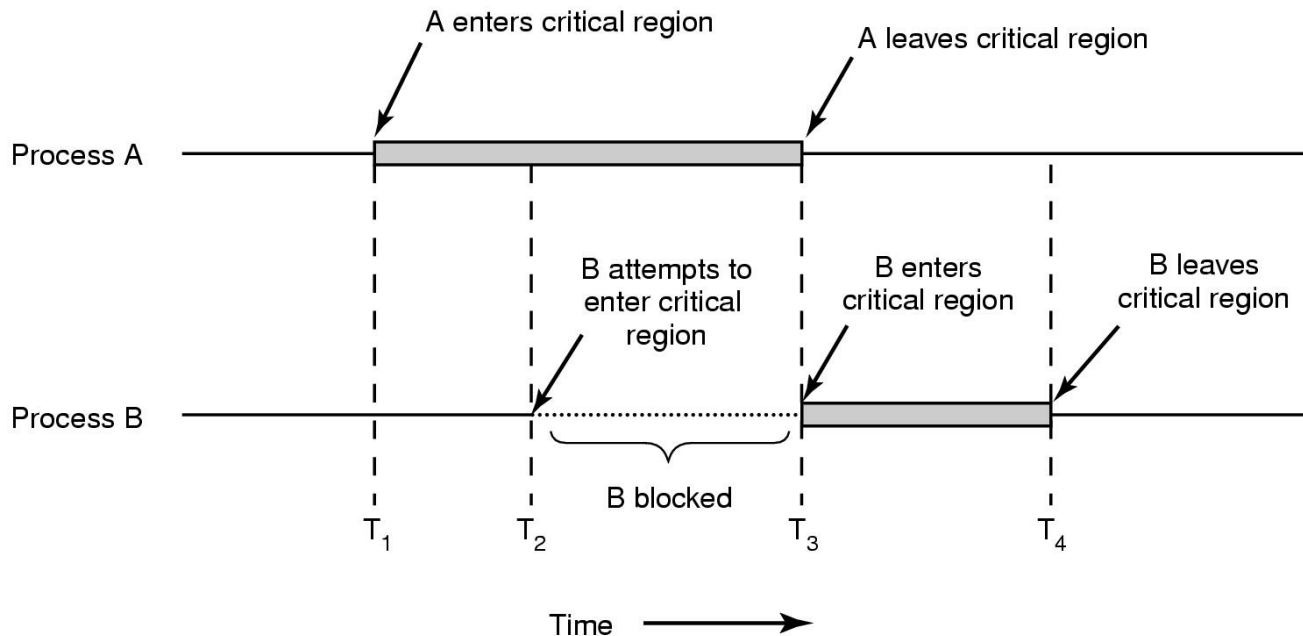 A enters critical region
A leaves critical region
Process A
B attempts to
enter critical
region
B enters
critical region
B leaves
critical region
Process B
B blocked
T₁
T₂
T₃
T₄
Time